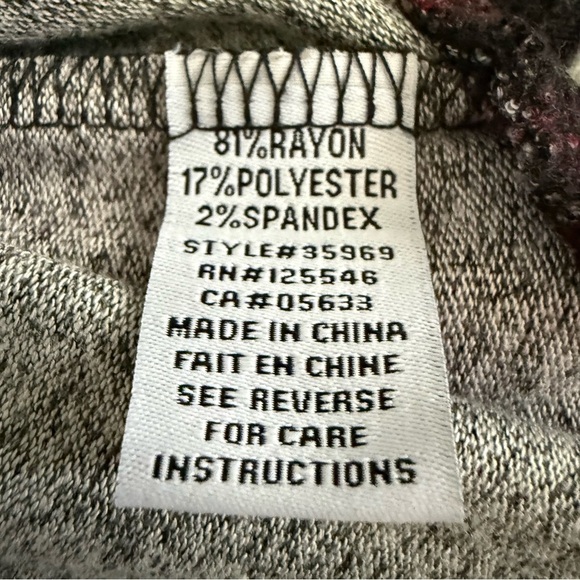 81%RAYON
17%POLYESTER
2%SPANDEX
STYLE#35969
RN#125546
CA#05633
MADE IN CHINA
FAIT EN CHINE
SEE REVERSE
FOR CARE
INSTRUCTIONS